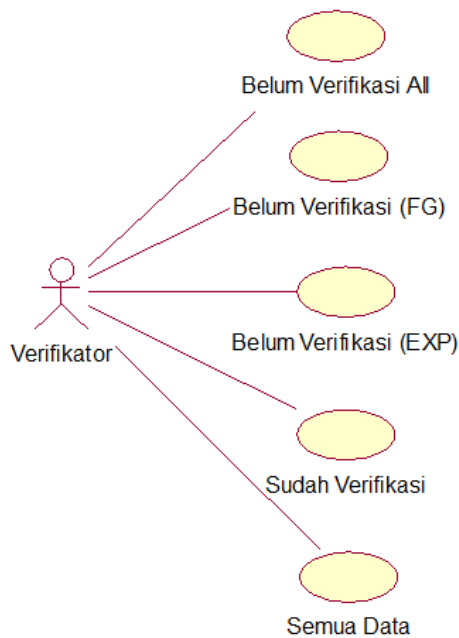 Belum Verifikasi All
Belum Verifikasi (FG)
Belum Verifikasi (EXP)
Verifikator
Sudah Verifikasi
Semua Data